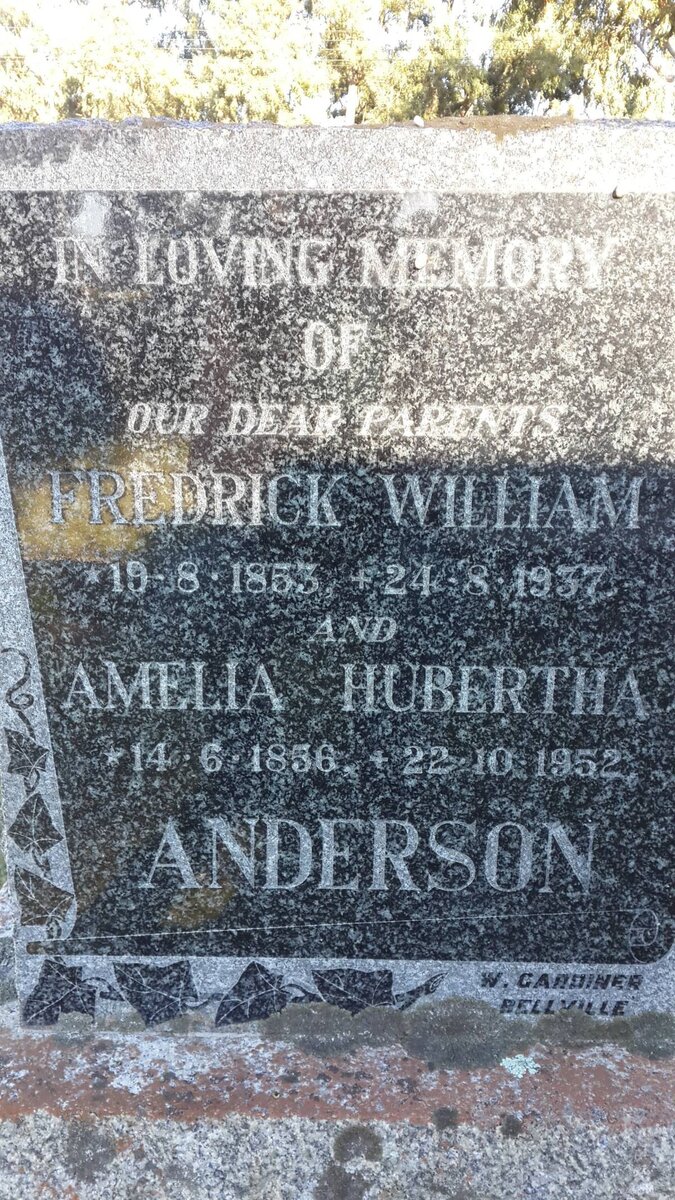 IN LOVING MEMORY
OF
OUR DEAR PARENTS
FREDRICK WILLIAM
*19-8-1853, +24-8-1937,
AND
AMELIA HUBERTHA
*14-6-1856, +22-10-1952,
ANDERSON
W. GARDINER
BELLVILLE